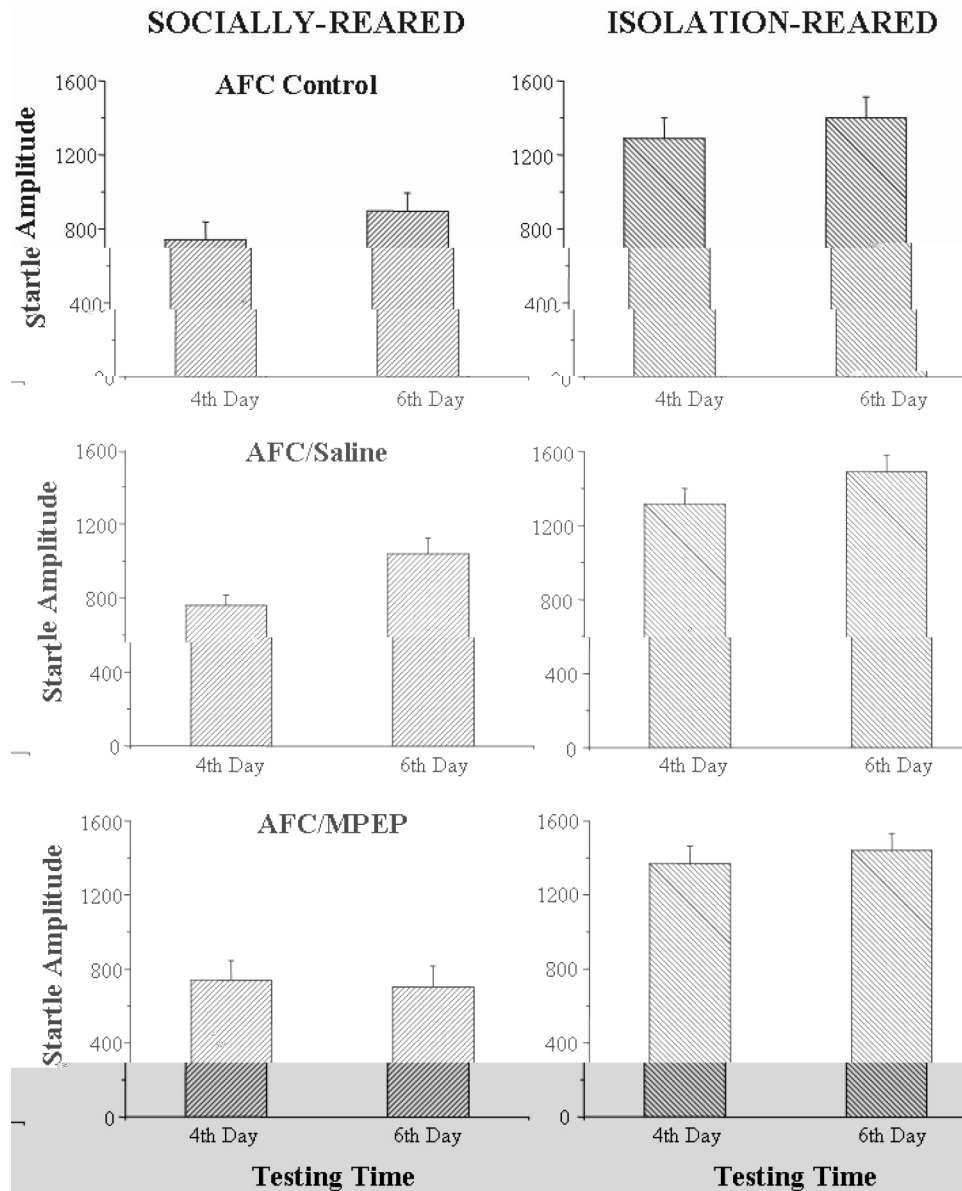 SOCIALLY-REARED ISOLATION-REARED
AFC Control
Startle Amplitude
1600 1600
1200 1200
800 800
400 400
0 0
4th Day 6th Day 4th Day 6th Day
AFC/Saline
Startle Amplitude
1600 1600
1200 1200
800 800
400 400
0 0
4th Day 6th Day 4th Day 6th Day
AFC/MPEP
Startle Amplitude
1600 1600
1200 1200
800 800
400 400
0 0
4th Day 6th Day 4th Day 6th Day
Testing Time Testing Time